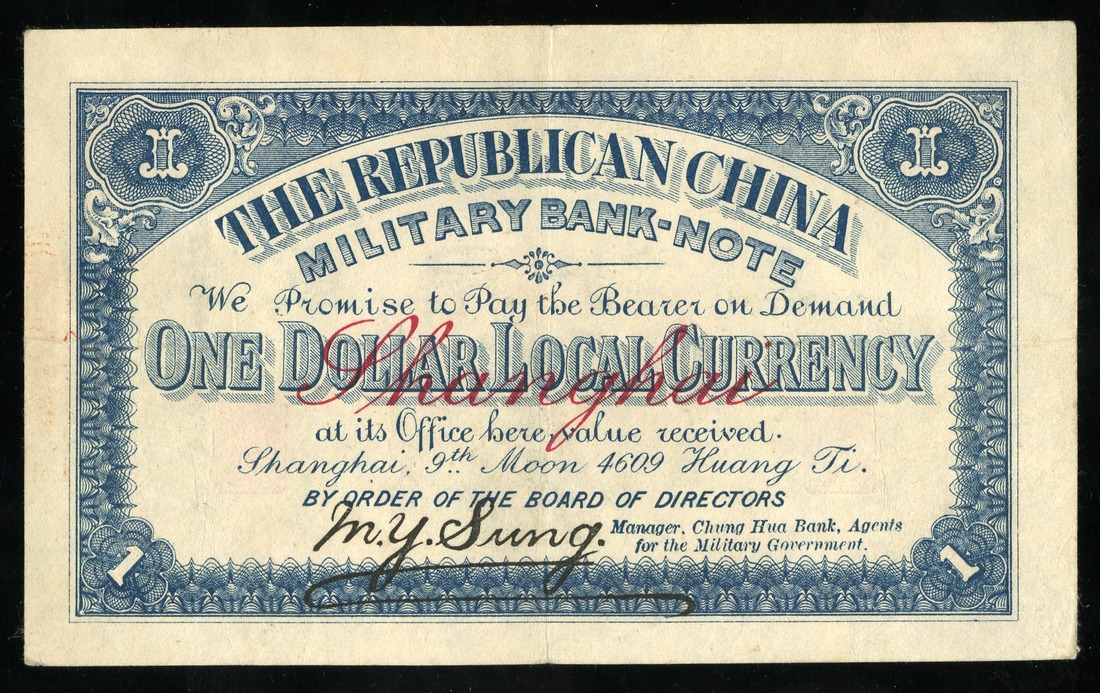 I I
THE REPUBLICAN CHINA
MILITARY BANK-NOTE
We Promise to Pay the Bearer on Demand
ONE DOLLAR LOCAL CURRENCY
Shanghai
at its Office here, value received.
Shanghai, 9th Moon 4609 Huang Ti.
BY ORDER OF THE BOARD OF DIRECTORS
M.Y. Sung.
Manager, Chung Hua Bank, Agents
for the Military Government.
1 1